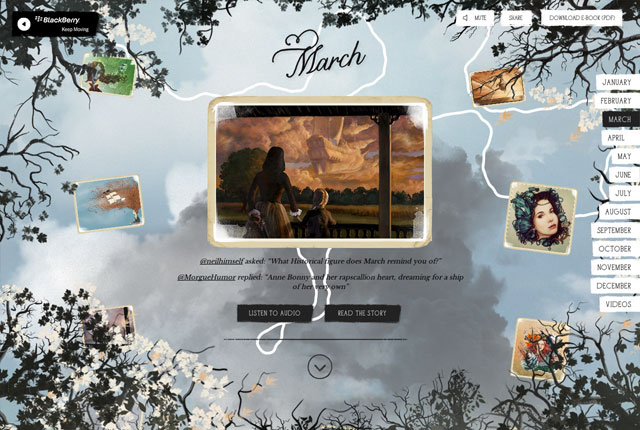 BlackBerry
Keep Moving
MUTE
SHARE
DOWNLOAD E-BOOK (PDF)
March
JANUARY
FEBRUARY
MARCH
APRIL
MAY
JUNE
JULY
AUGUST
SEPTEMBER
OCTOBER
NOVEMBER
DECEMBER
VIDEOS
@neilhimself asked: "What Historical figure does March remind you of?"
@MorgueHumor replied: "Anne Bonny and her rapscallion heart, dreaming for a ship
of her very own"
LISTEN TO AUDIO
READ THE STORY